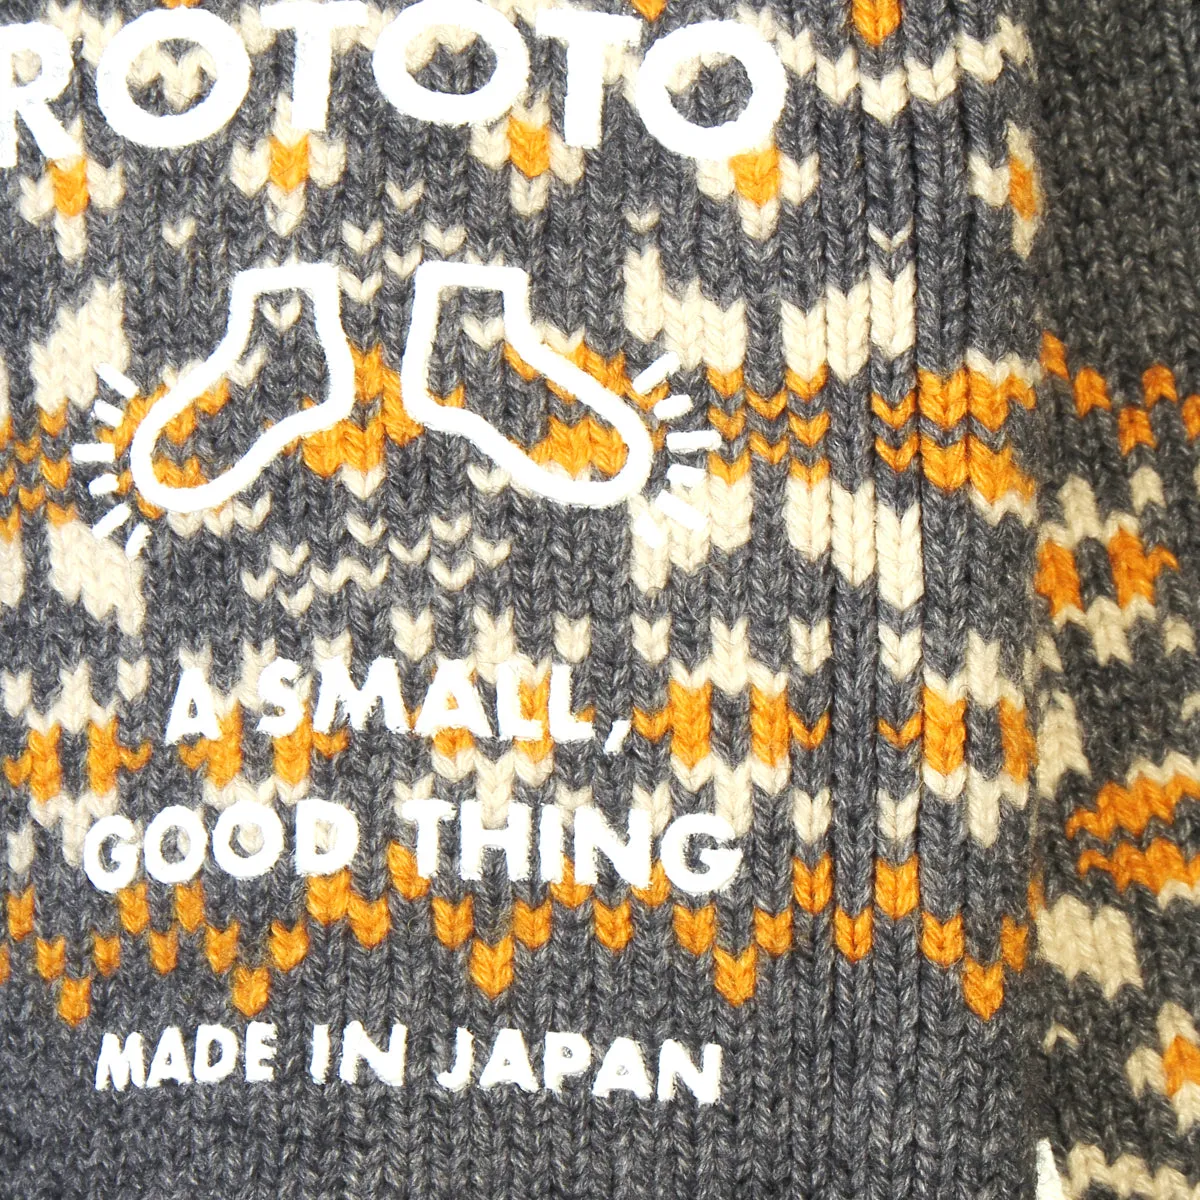 ROTOTO
A SMALL,
GOOD THING
MADE IN JAPAN